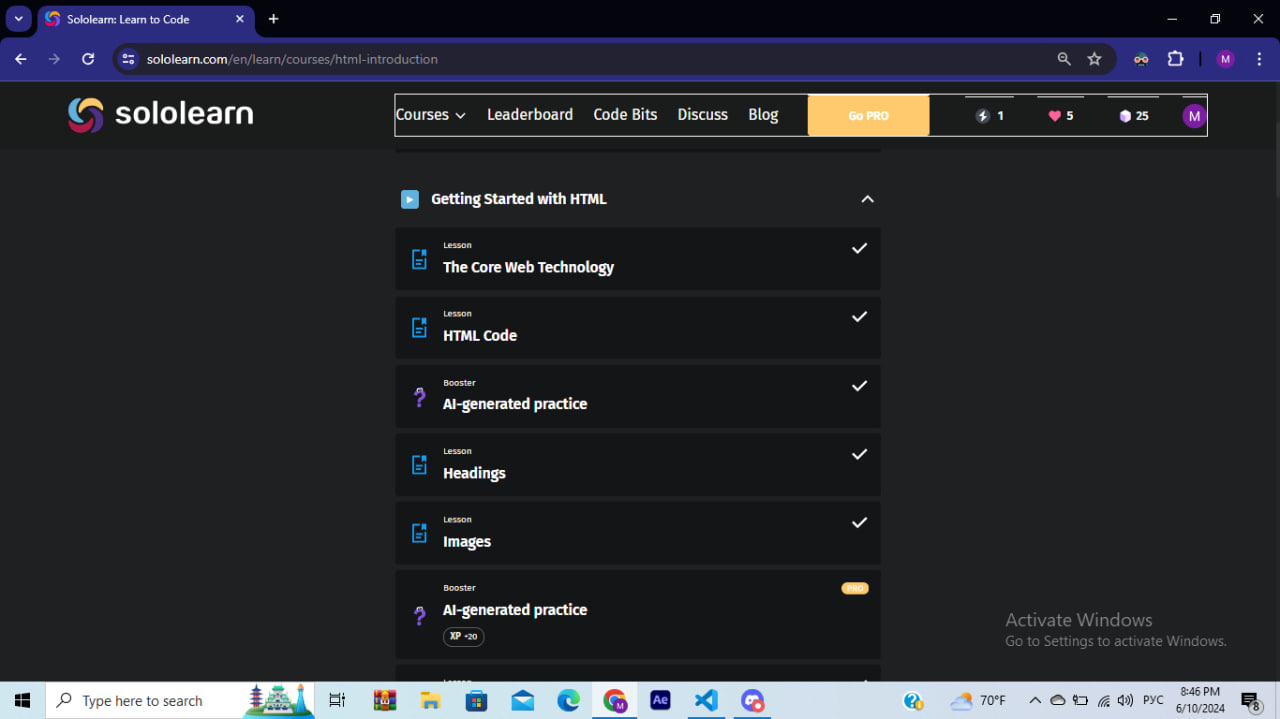 Sololearn: Learn to Code
sololearn.com/en/learn/courses/html-introduction
M
sololearn
Courses Leaderboard Code Bits Discuss Blog Go PRO 1 5 25 M
Getting Started with HTML
Lesson
The Core Web Technology
Lesson
HTML Code
Booster
AI-generated practice
Lesson
Headings
Lesson
Images
Booster
PRO
AI-generated practice
XP +20
Activate Windows
Go to Settings to activate Windows.
Type here to search
M
Ae
70°F
РУС
8:46 PM
6/10/2024
8